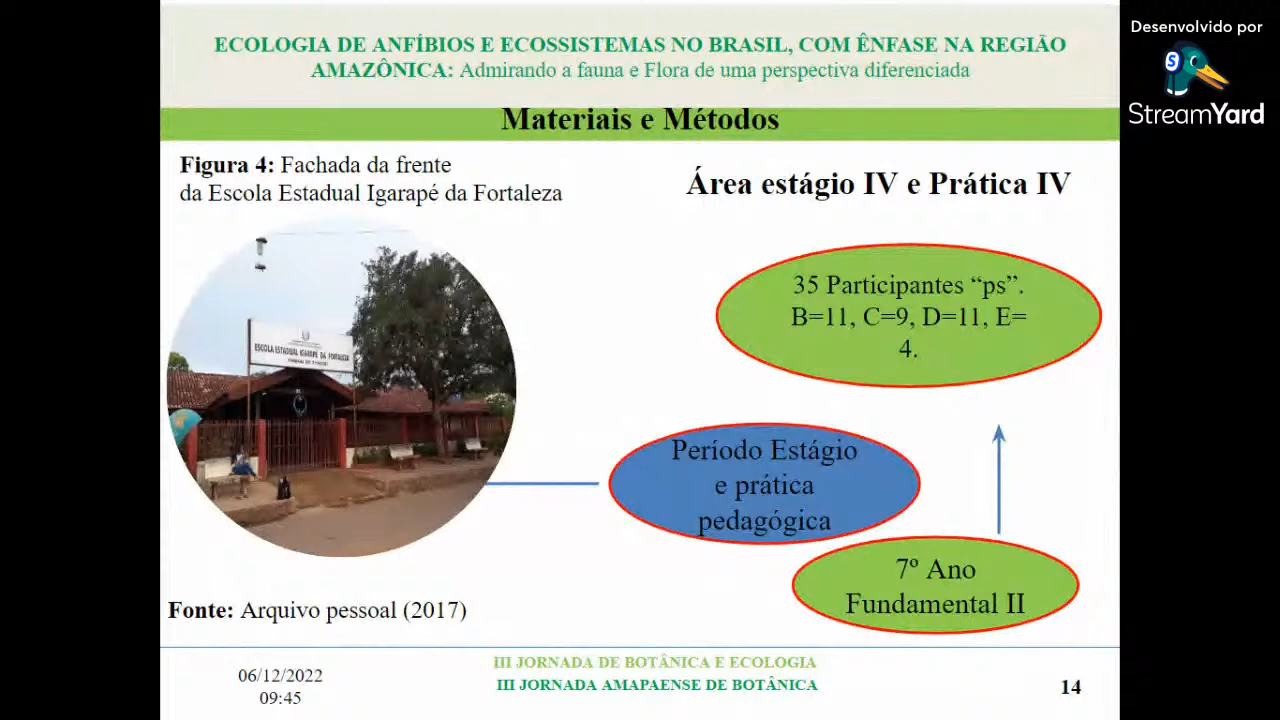 Desenvolvido por
StreamYard
ECOLOGIA DE ANFÍBIOS E ECOSSISTEMAS NO BRASIL, COM ÊNFASE NA REGIÃO
AMAZÔNICA: Admirando a fauna e Flora de uma perspectiva diferenciada
Materiais e Métodos
Figura 4: Fachada da frente
da Escola Estadual Igarapé da Fortaleza
Área estágio IV e Prática IV
ESCOLA ESTADUAL IGARAPÉ DA FORTALEZA
35 Participantes “ps”.
B=11, C=9, D=11, E=
4.
Período Estágio
e prática
pedagógica
7º Ano
Fundamental II
Fonte: Arquivo pessoal (2017)
06/12/2022
09:45
III JORNADA DE BOTÂNICA E ECOLOGIA
III JORNADA AMAPAENSE DE BOTÂNICA
14